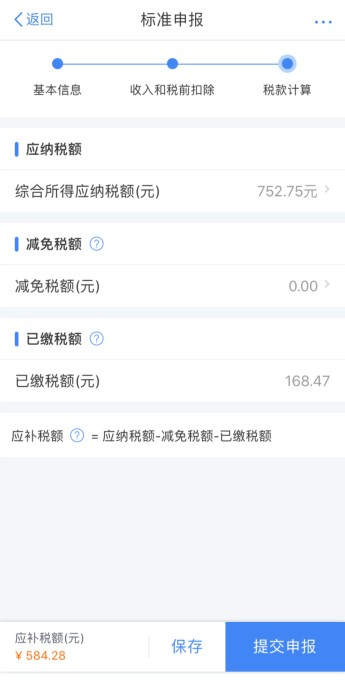 返回
标准申报
...
基本信息
收入和税前扣除
税款计算
应纳税额
综合所得应纳税额(元)
752.75元
减免税额 ?
减免税额(元)
0.00
已缴税额 ?
已缴税额(元)
168.47
应补税额 ? = 应纳税额-减免税额-已缴税额
应补税额(元)
¥ 584.28
保存
提交申报